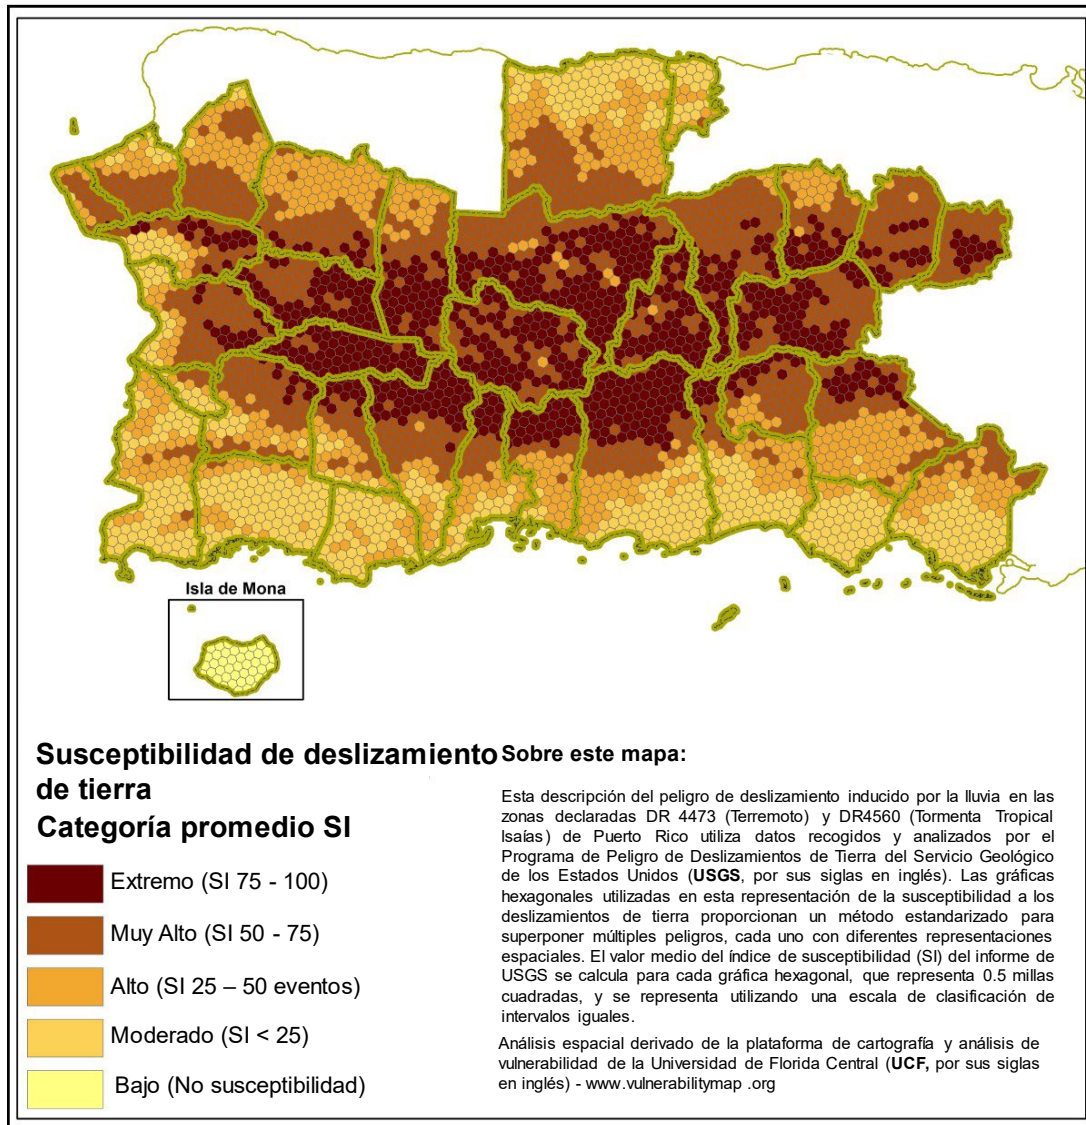 Isla de Mona
Susceptibilidad de deslizamiento
de tierra
Categoría promedio SI
Extremo (SI 75 - 100)
Muy Alto (SI 50 - 75)
Alto (SI 25 – 50 eventos)
Moderado (SI < 25)
Bajo (No susceptibilidad)
Sobre este mapa:
Esta descripción del peligro de deslizamiento inducido por la lluvia en las
zonas declaradas DR 4473 (Terremoto) y DR4560 (Tormenta Tropical
Isaías) de Puerto Rico utiliza datos recogidos y analizados por el
Programa de Peligro de Deslizamientos de Tierra del Servicio Geológico
de los Estados Unidos (USGS, por sus siglas en inglés). Las gráficas
hexagonales utilizadas en esta representación de la susceptibilidad a los
deslizamientos de tierra proporcionan un método estandarizado para
superponer múltiples peligros, cada uno con diferentes representaciones
espaciales. El valor medio del índice de susceptibilidad (SI) del informe de
USGS se calcula para cada gráfica hexagonal, que representa 0.5 millas
cuadradas, y se representa utilizando una escala de clasificación de
intervalos iguales.
Análisis espacial derivado de la plataforma de cartografía y análisis de
vulnerabilidad de la Universidad de Florida Central (UCF, por sus siglas
en inglés) - www.vulnerabilitymap .org